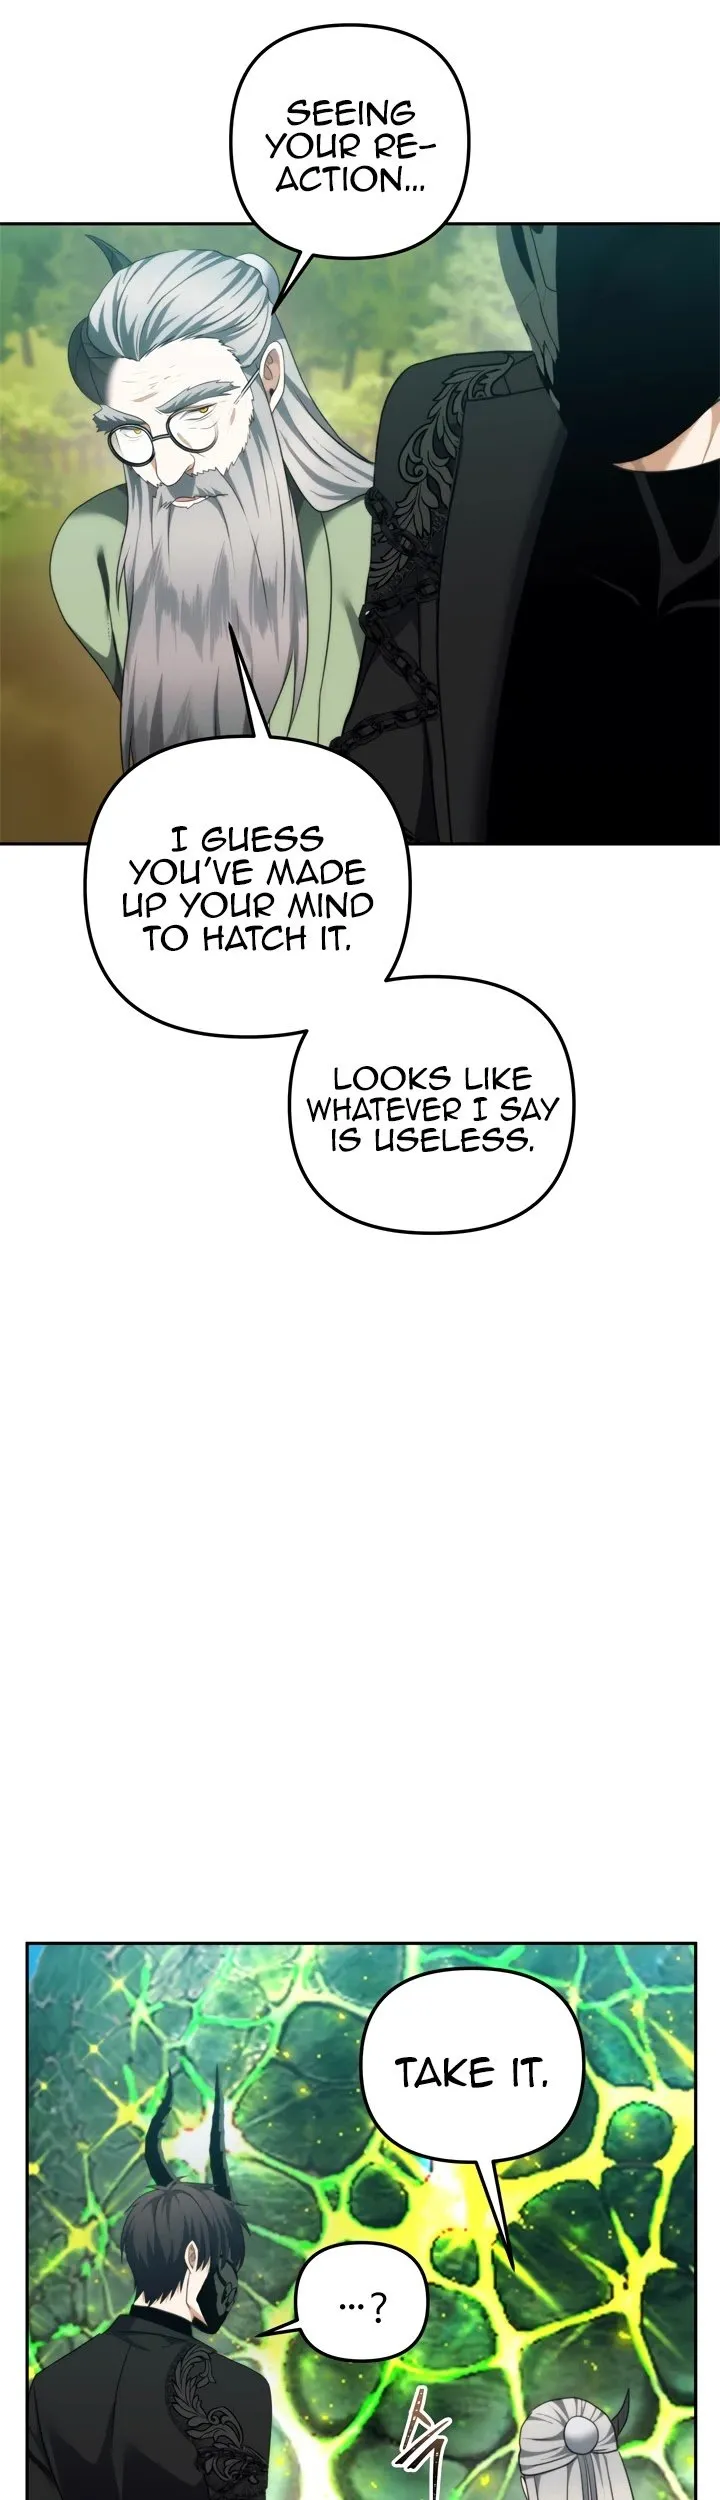 SEEING
YOUR RE-
ACTION...
I GUESS
YOU'VE MADE
UP YOUR MIND
TO HATCH IT.
LOOKS LIKE
WHATEVER I SAY
IS USELESS.
TAKE IT.
...?